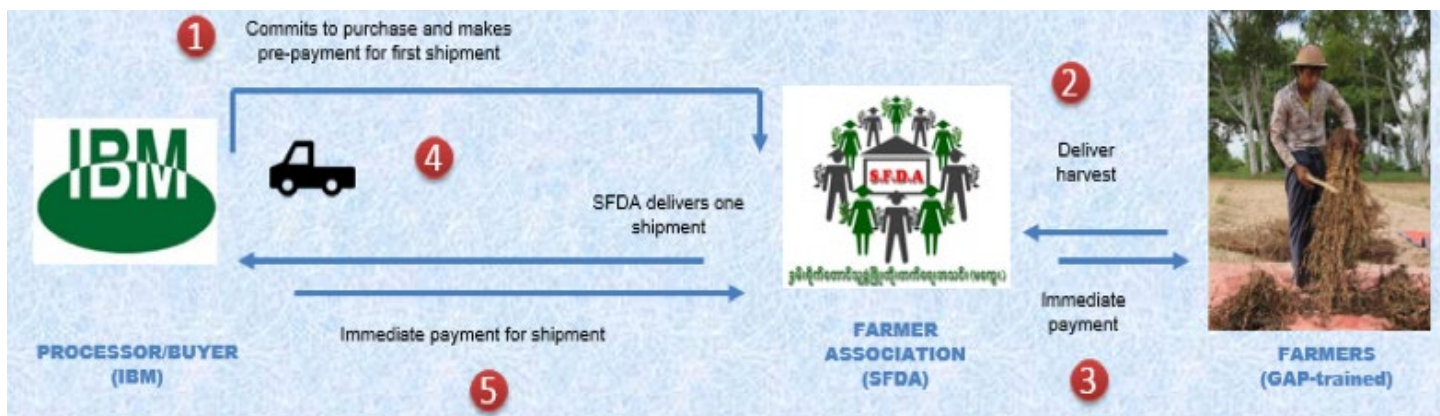 1
Commits to purchase and makes
pre-payment for first shipment
IBM
4
SFDA delivers one
shipment
S.F.D.A
2
Deliver
harvest
Immediate payment for shipment
5
Immediate
payment
3
PROCESSOR/BUYER
(IBM)
FARMER
ASSOCIATION
(SFDA)
FARMERS
(GAP-trained)